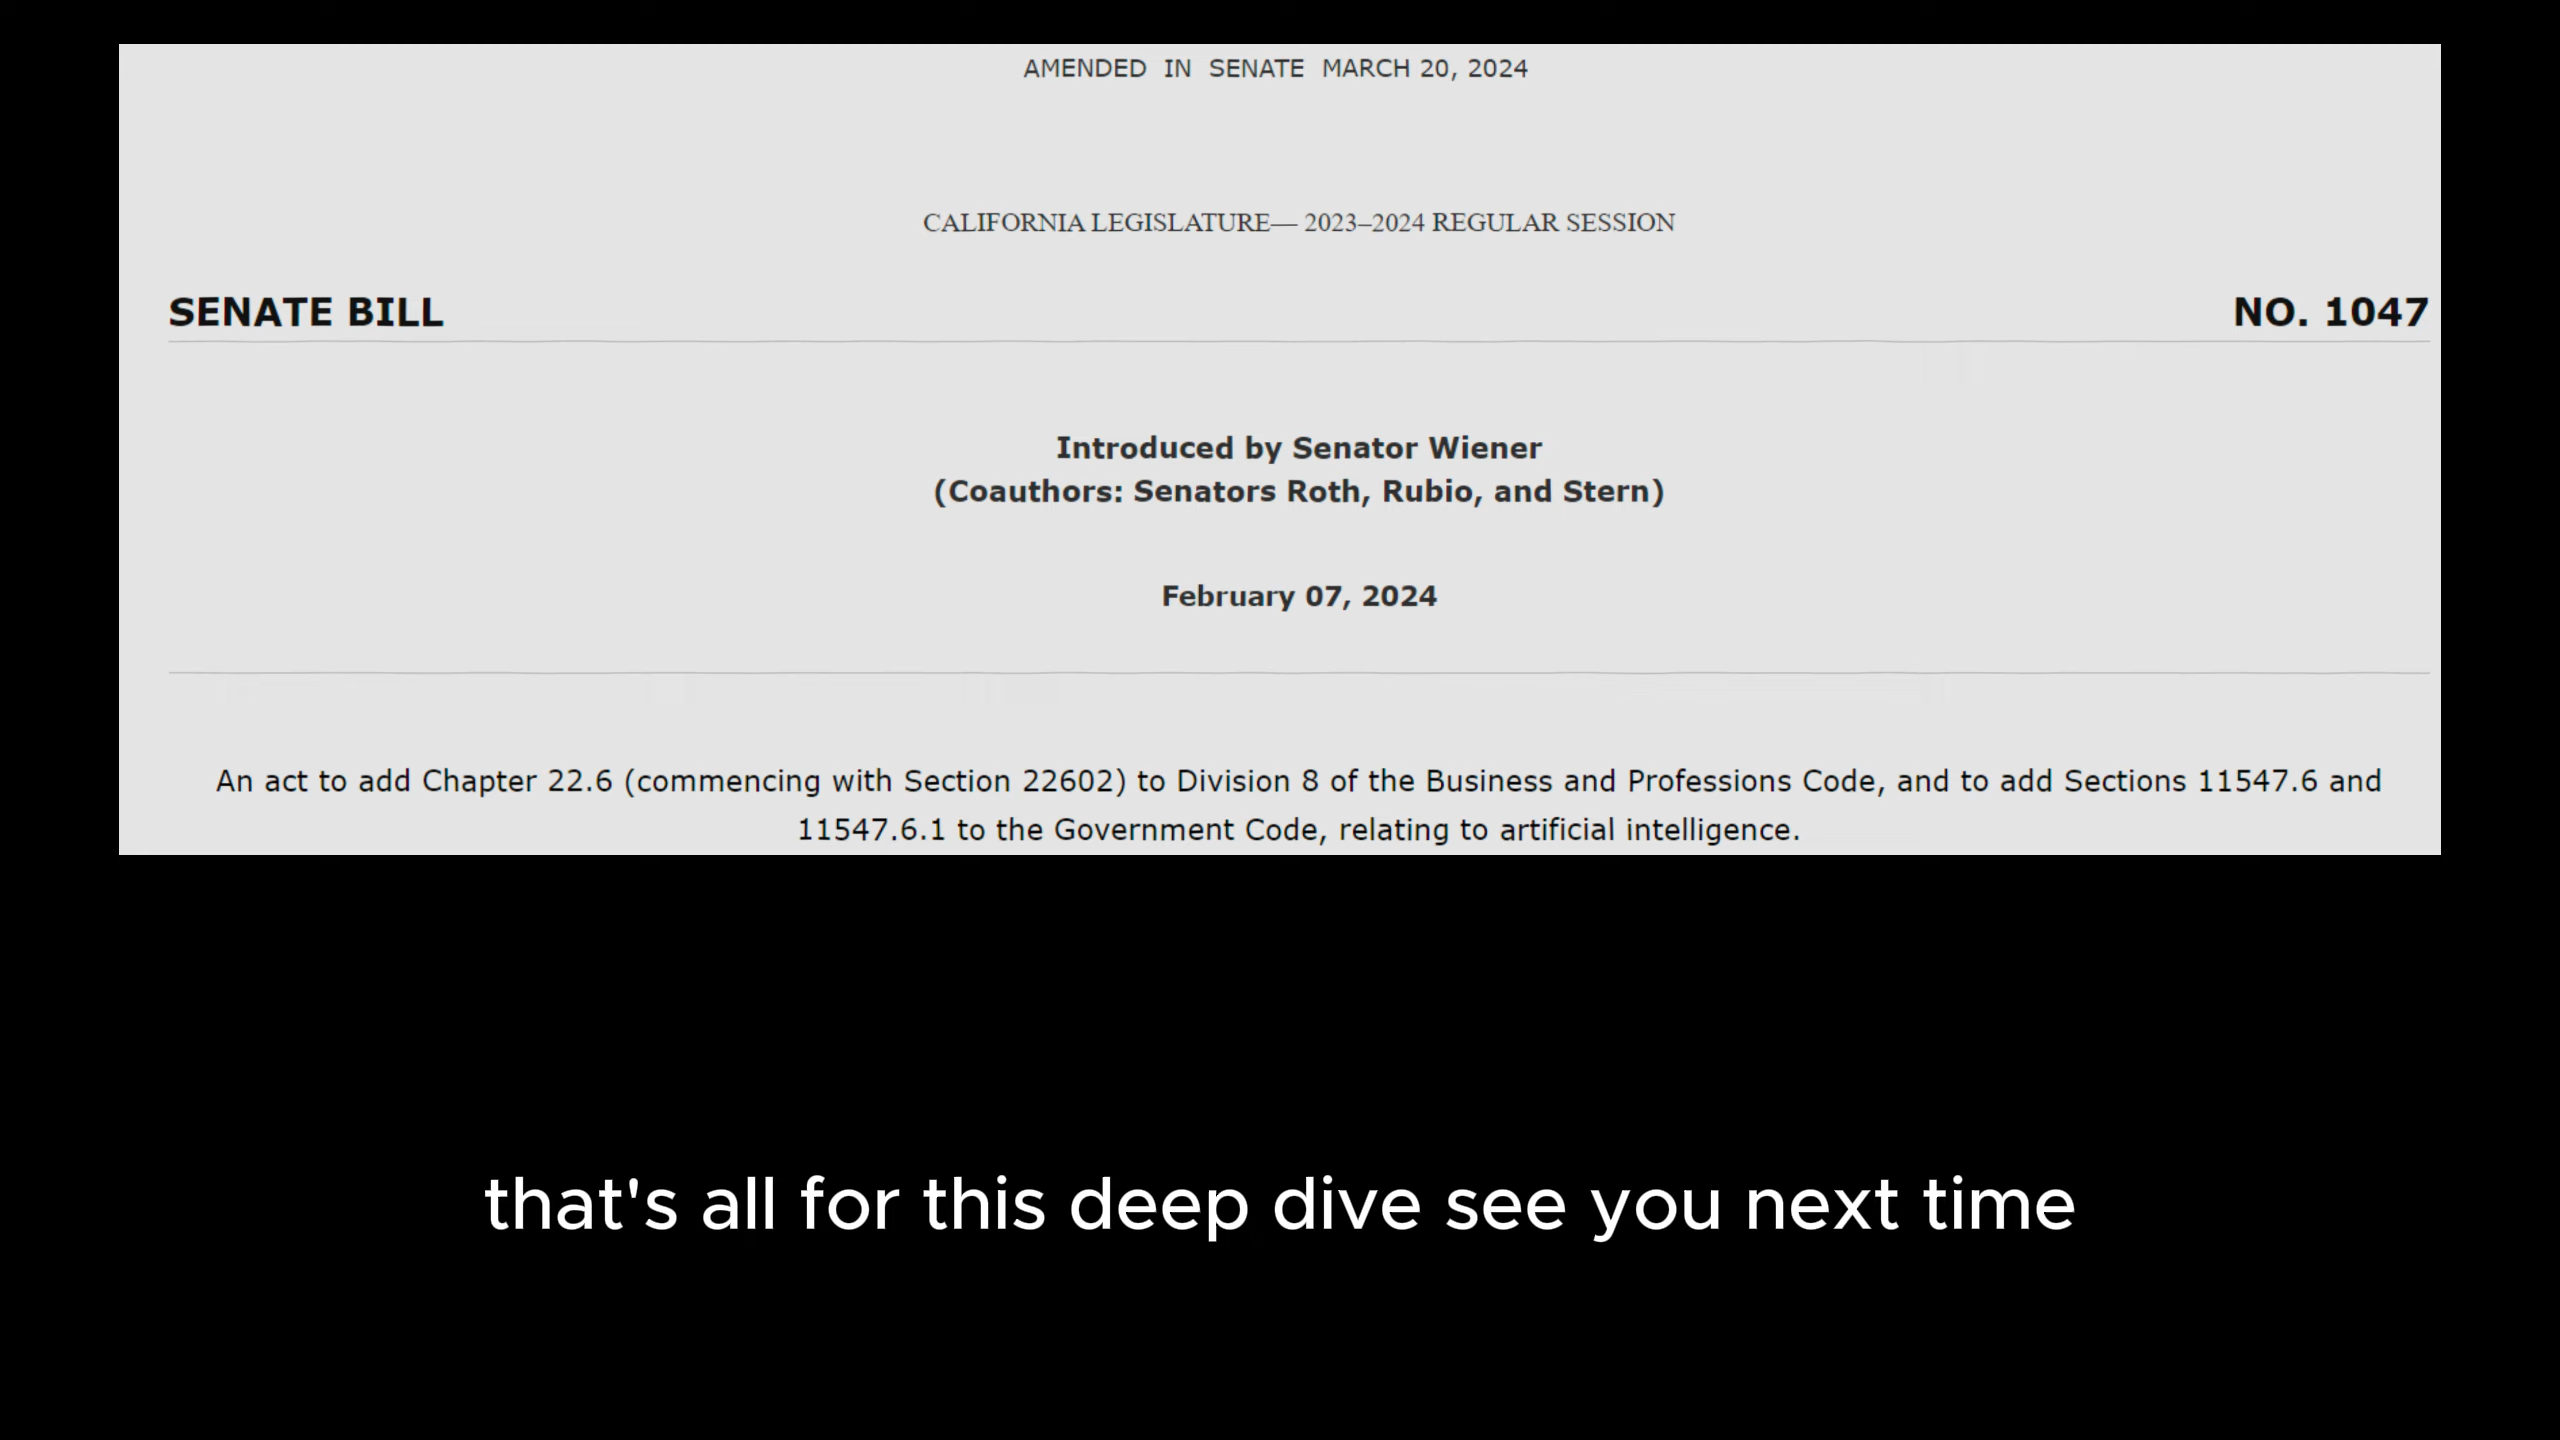 AMENDED IN SENATE MARCH 20, 2024
CALIFORNIA LEGISLATURE— 2023–2024 REGULAR SESSION
SENATE BILL NO. 1047
Introduced by Senator Wiener
(Coauthors: Senators Roth, Rubio, and Stern)
February 07, 2024
An act to add Chapter 22.6 (commencing with Section 22602) to Division 8 of the Business and Professions Code, and to add Sections 11547.6 and
11547.6.1 to the Government Code, relating to artificial intelligence.
that's all for this deep dive see you next time